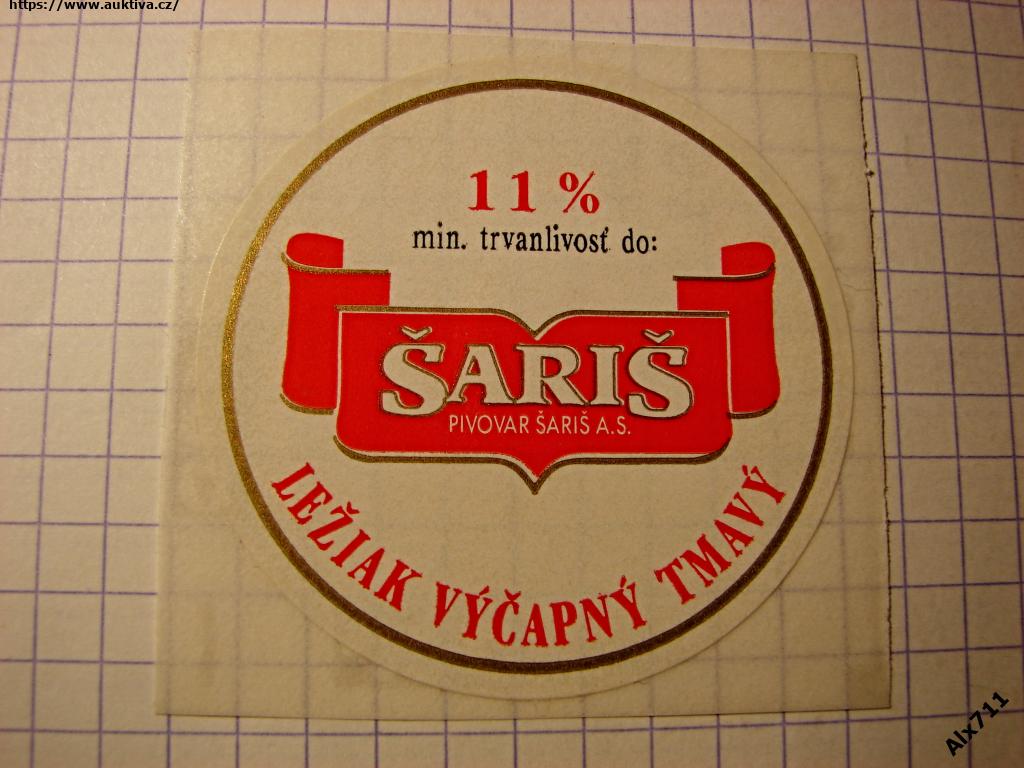 https://www.auktiva.cz/
11%
min. trvanlivosť do:
ŠARIŠ
PIVOVAR ŠARIŠ A.S.
LEŽIAK VÝČAPNÝ TMAVÝ
Alx711